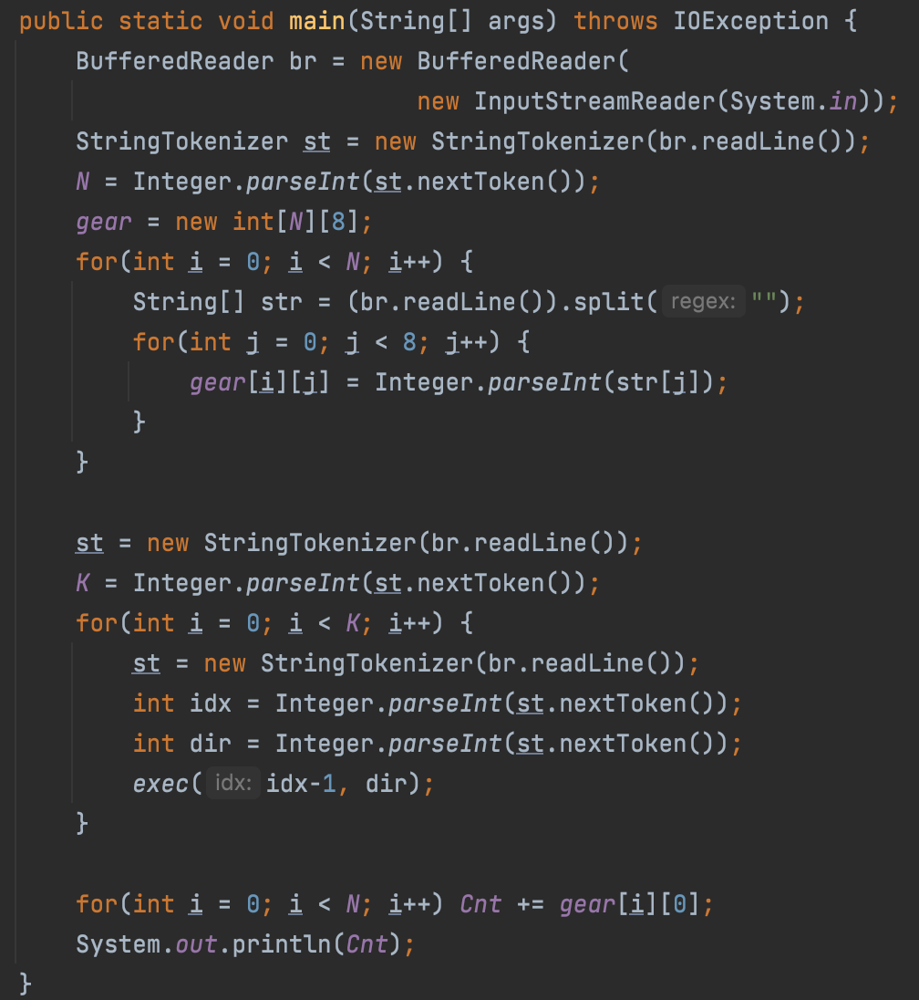 public static void main(String[] args) throws IOException {
    BufferedReader br = new BufferedReader(
                            new InputStreamReader(System.in));
    StringTokenizer st = new StringTokenizer(br.readLine());
    N = Integer.parseInt(st.nextToken());
    gear = new int[N][8];
    for(int i = 0; i < N; i++) {
        String[] str = (br.readLine()).split( regex: "");
        for(int j = 0; j < 8; j++) {
            gear[i][j] = Integer.parseInt(str[j]);
        }
    }

    st = new StringTokenizer(br.readLine());
    K = Integer.parseInt(st.nextToken());
    for(int i = 0; i < K; i++) {
        st = new StringTokenizer(br.readLine());
        int idx = Integer.parseInt(st.nextToken());
        int dir = Integer.parseInt(st.nextToken());
        exec( idx: idx-1, dir);
    }

    for(int i = 0; i < N; i++) Cnt += gear[i][0];
    System.out.println(Cnt);
}